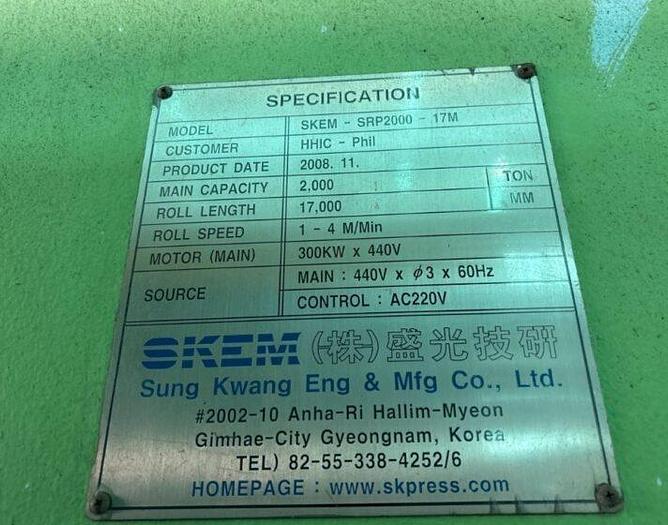 SPECIFICATION
MODEL SKEM - SRP2000 - 17M
CUSTOMER HHIC - Phil
PRODUCT DATE 2008. 11.
MAIN CAPACITY 2,000 TON
ROLL LENGTH 17,000 MM
ROLL SPEED 1 - 4 M/Min
MOTOR (MAIN) 300KW x 440V
SOURCE MAIN : 440V x ϕ3 x 60Hz
CONTROL : AC220V
SKEM (株)盛光技研
Sung Kwang Eng & Mfg Co., Ltd.
#2002-10 Anha-Ri Hallim-Myeon
Gimhae-City Gyeongnam, Korea
TEL) 82-55-338-4252/6
HOMEPAGE : www.skpress.com